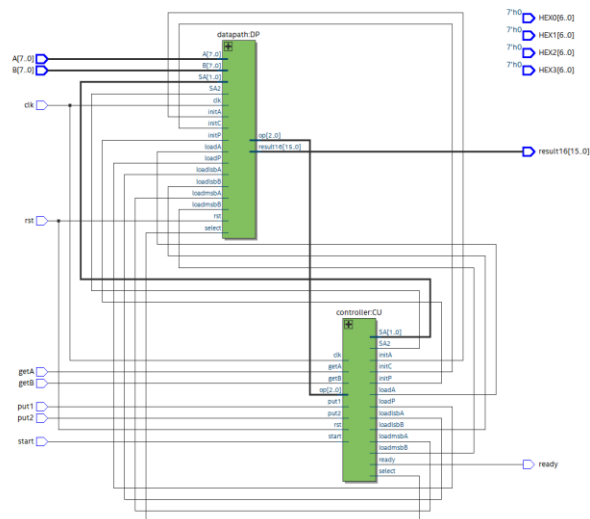 7'h0 HEX0[6..0]
7'h0 HEX1[6..0]
7'h0 HEX2[6..0]
7'h0 HEX3[6..0]
datapath:DP
A[7..0]
B[7..0]
clk
rst
A[7..0]
B[7..0]
SA[1..0]
SA2
clk
initA
initC
initP
loadA
loadP
loadlsbA
loadlsbB
loadmsbA
loadmsbB
rst
select
op[2..0]
result16[15..0]
result16[15..0]
controller:CU
getA
getB
put1
put2
start
clk
getA
getB
op[2..0]
put1
put2
rst
start
SA[1..0]
SA2
initA
initC
initP
loadA
loadP
loadlsbA
loadlsbB
loadmsbA
loadmsbB
ready
select
ready